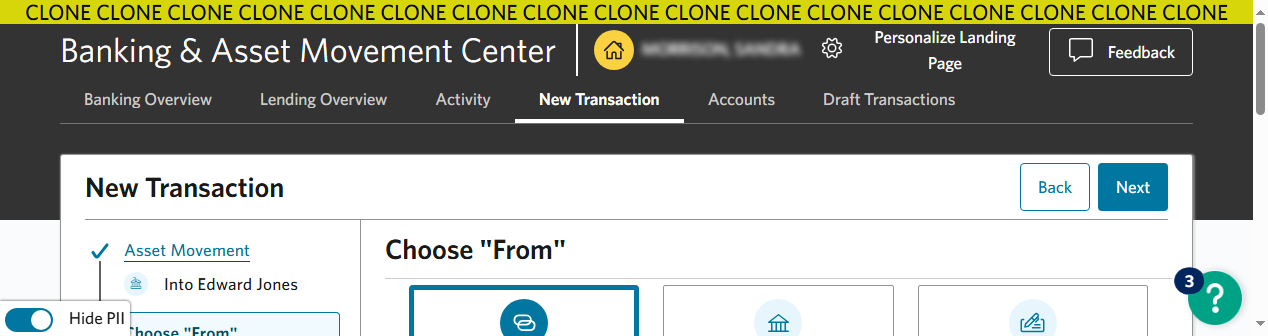 CLONE CLONE CLONE CLONE CLONE CLONE CLONE CLONE CLONE CLONE CLONE CLONE CLONE CLONE CLONE CLONE CLONE
Banking & Asset Movement Center
Personalize Landing
Page
Feedback
Banking Overview
Lending Overview
Activity
New Transaction
Accounts
Draft Transactions
New Transaction
Back
Next
Asset Movement
Into Edward Jones
Choose "From"
Choose "From"
3
?
Hide PII